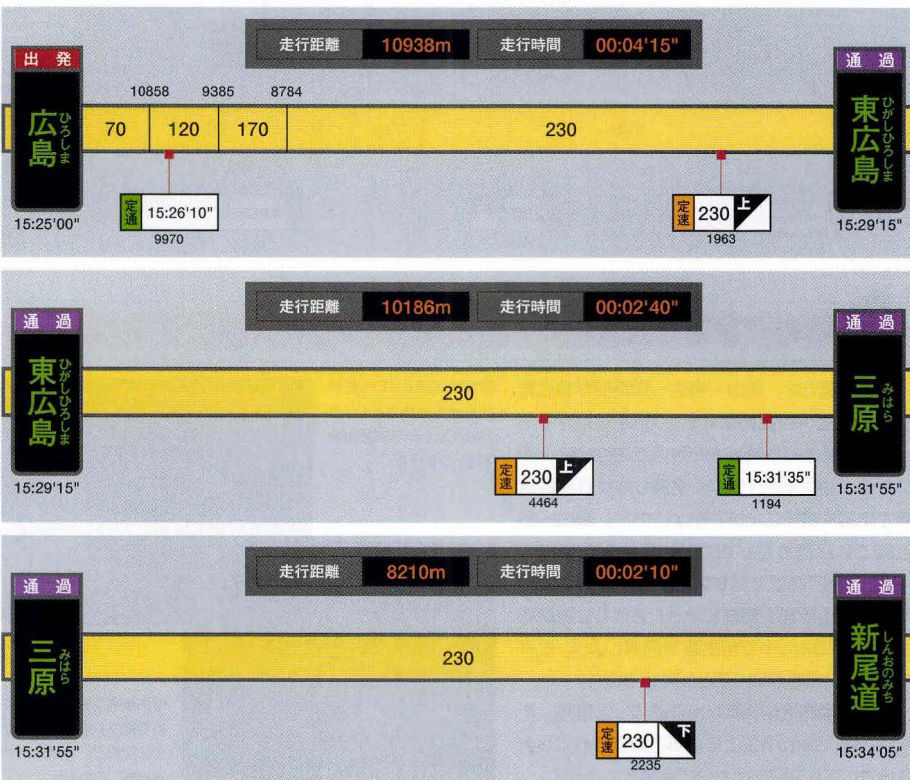 走行距離 10938m 走行時間 00:04'15"
出発
通過
広島 ひろしま
東広島 ひがしひろしま
10858 9385 8784
70 120 170 230
定通 15:26'10"
9970
定速 230 上
1963
15:25'00"
15:29'15"
走行距離 10186m 走行時間 00:02'40"
通過
通過
東広島 ひがしひろしま
三原 みはら
230
定速 230 上
4464
定通 15:31'35"
1194
15:29'15"
15:31'55"
走行距離 8210m 走行時間 00:02'10"
通過
通過
三原 みはら
新尾道 しんおのみち
230
定速 230 下
2235
15:31'55"
15:34'05"